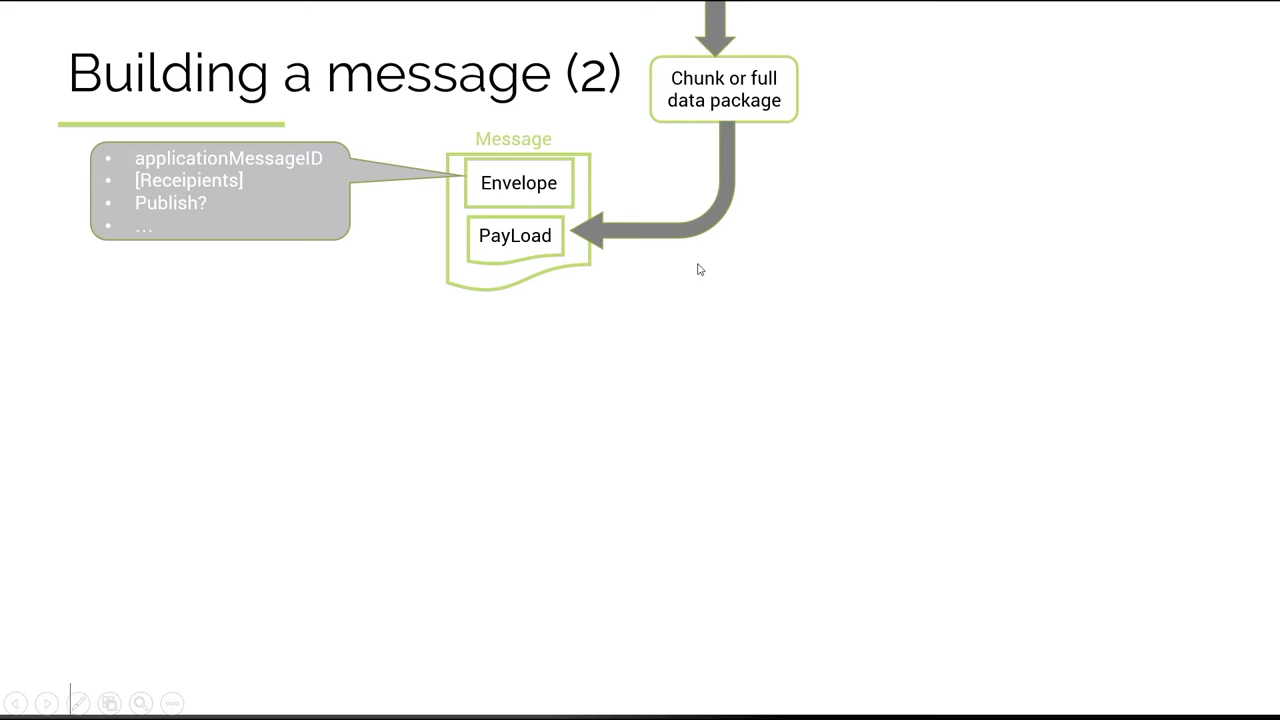 Building a message (2)
Chunk or full
data package
Message
• applicationMessageID
• [Receipients]
• Publish?
• ...
Envelope
PayLoad